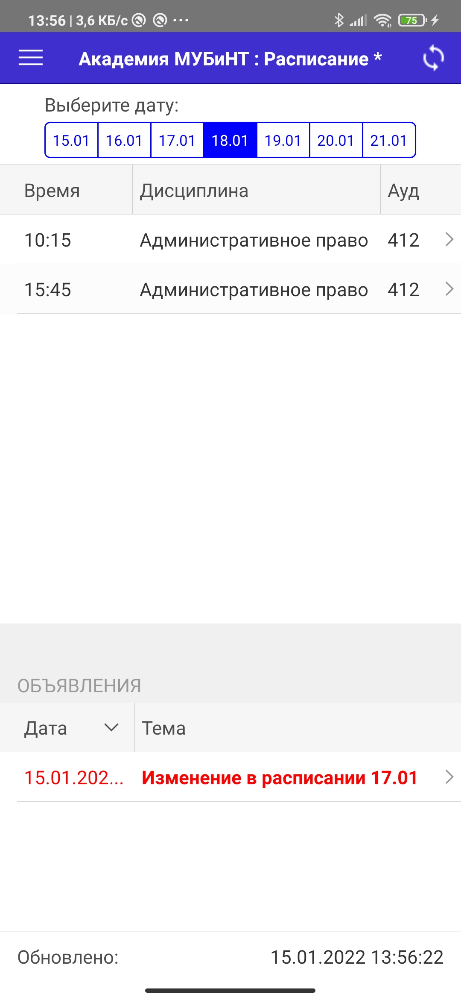 13:56 | 3,6 КБ/с ... 75
Академия МУБиНТ : Расписание *
Выберите дату:
15.01 16.01 17.01 18.01 19.01 20.01 21.01
Время Дисциплина Ауд
10:15 Административное право 412
15:45 Административное право 412
ОБЪЯВЛЕНИЯ
Дата Тема
15.01.202... Изменение в расписании 17.01
Обновлено: 15.01.2022 13:56:22